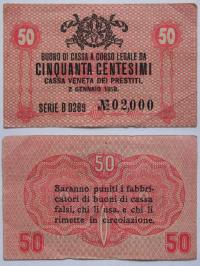 50 50
BUONO DI CASSA A CORSO LEGALE DA
CINQUANTA CENTESIMI
CASSA VENETA DEI PRESTITI.
2 GENNAIO 1918.
SERIE B 0269 № 02,000
50
Saranno puniti i fabbri-
catori di buoni di cassa
falsi, chi li usa, e chi li
rimette in circolazione.
50 50